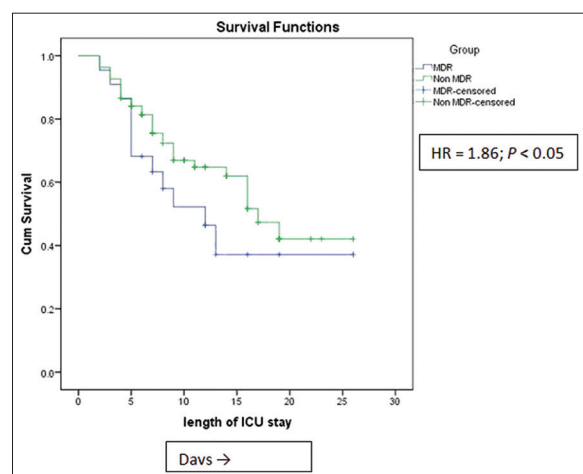 Survival Functions
Group
MDR
Non MDR
MDR-censored
Non MDR-censored
HR = 1.86; P < 0.05
Cum Survival
1.0
0.8
0.6
0.4
0.2
0.0
0 5 10 15 20 25 30
length of ICU stay
Days →